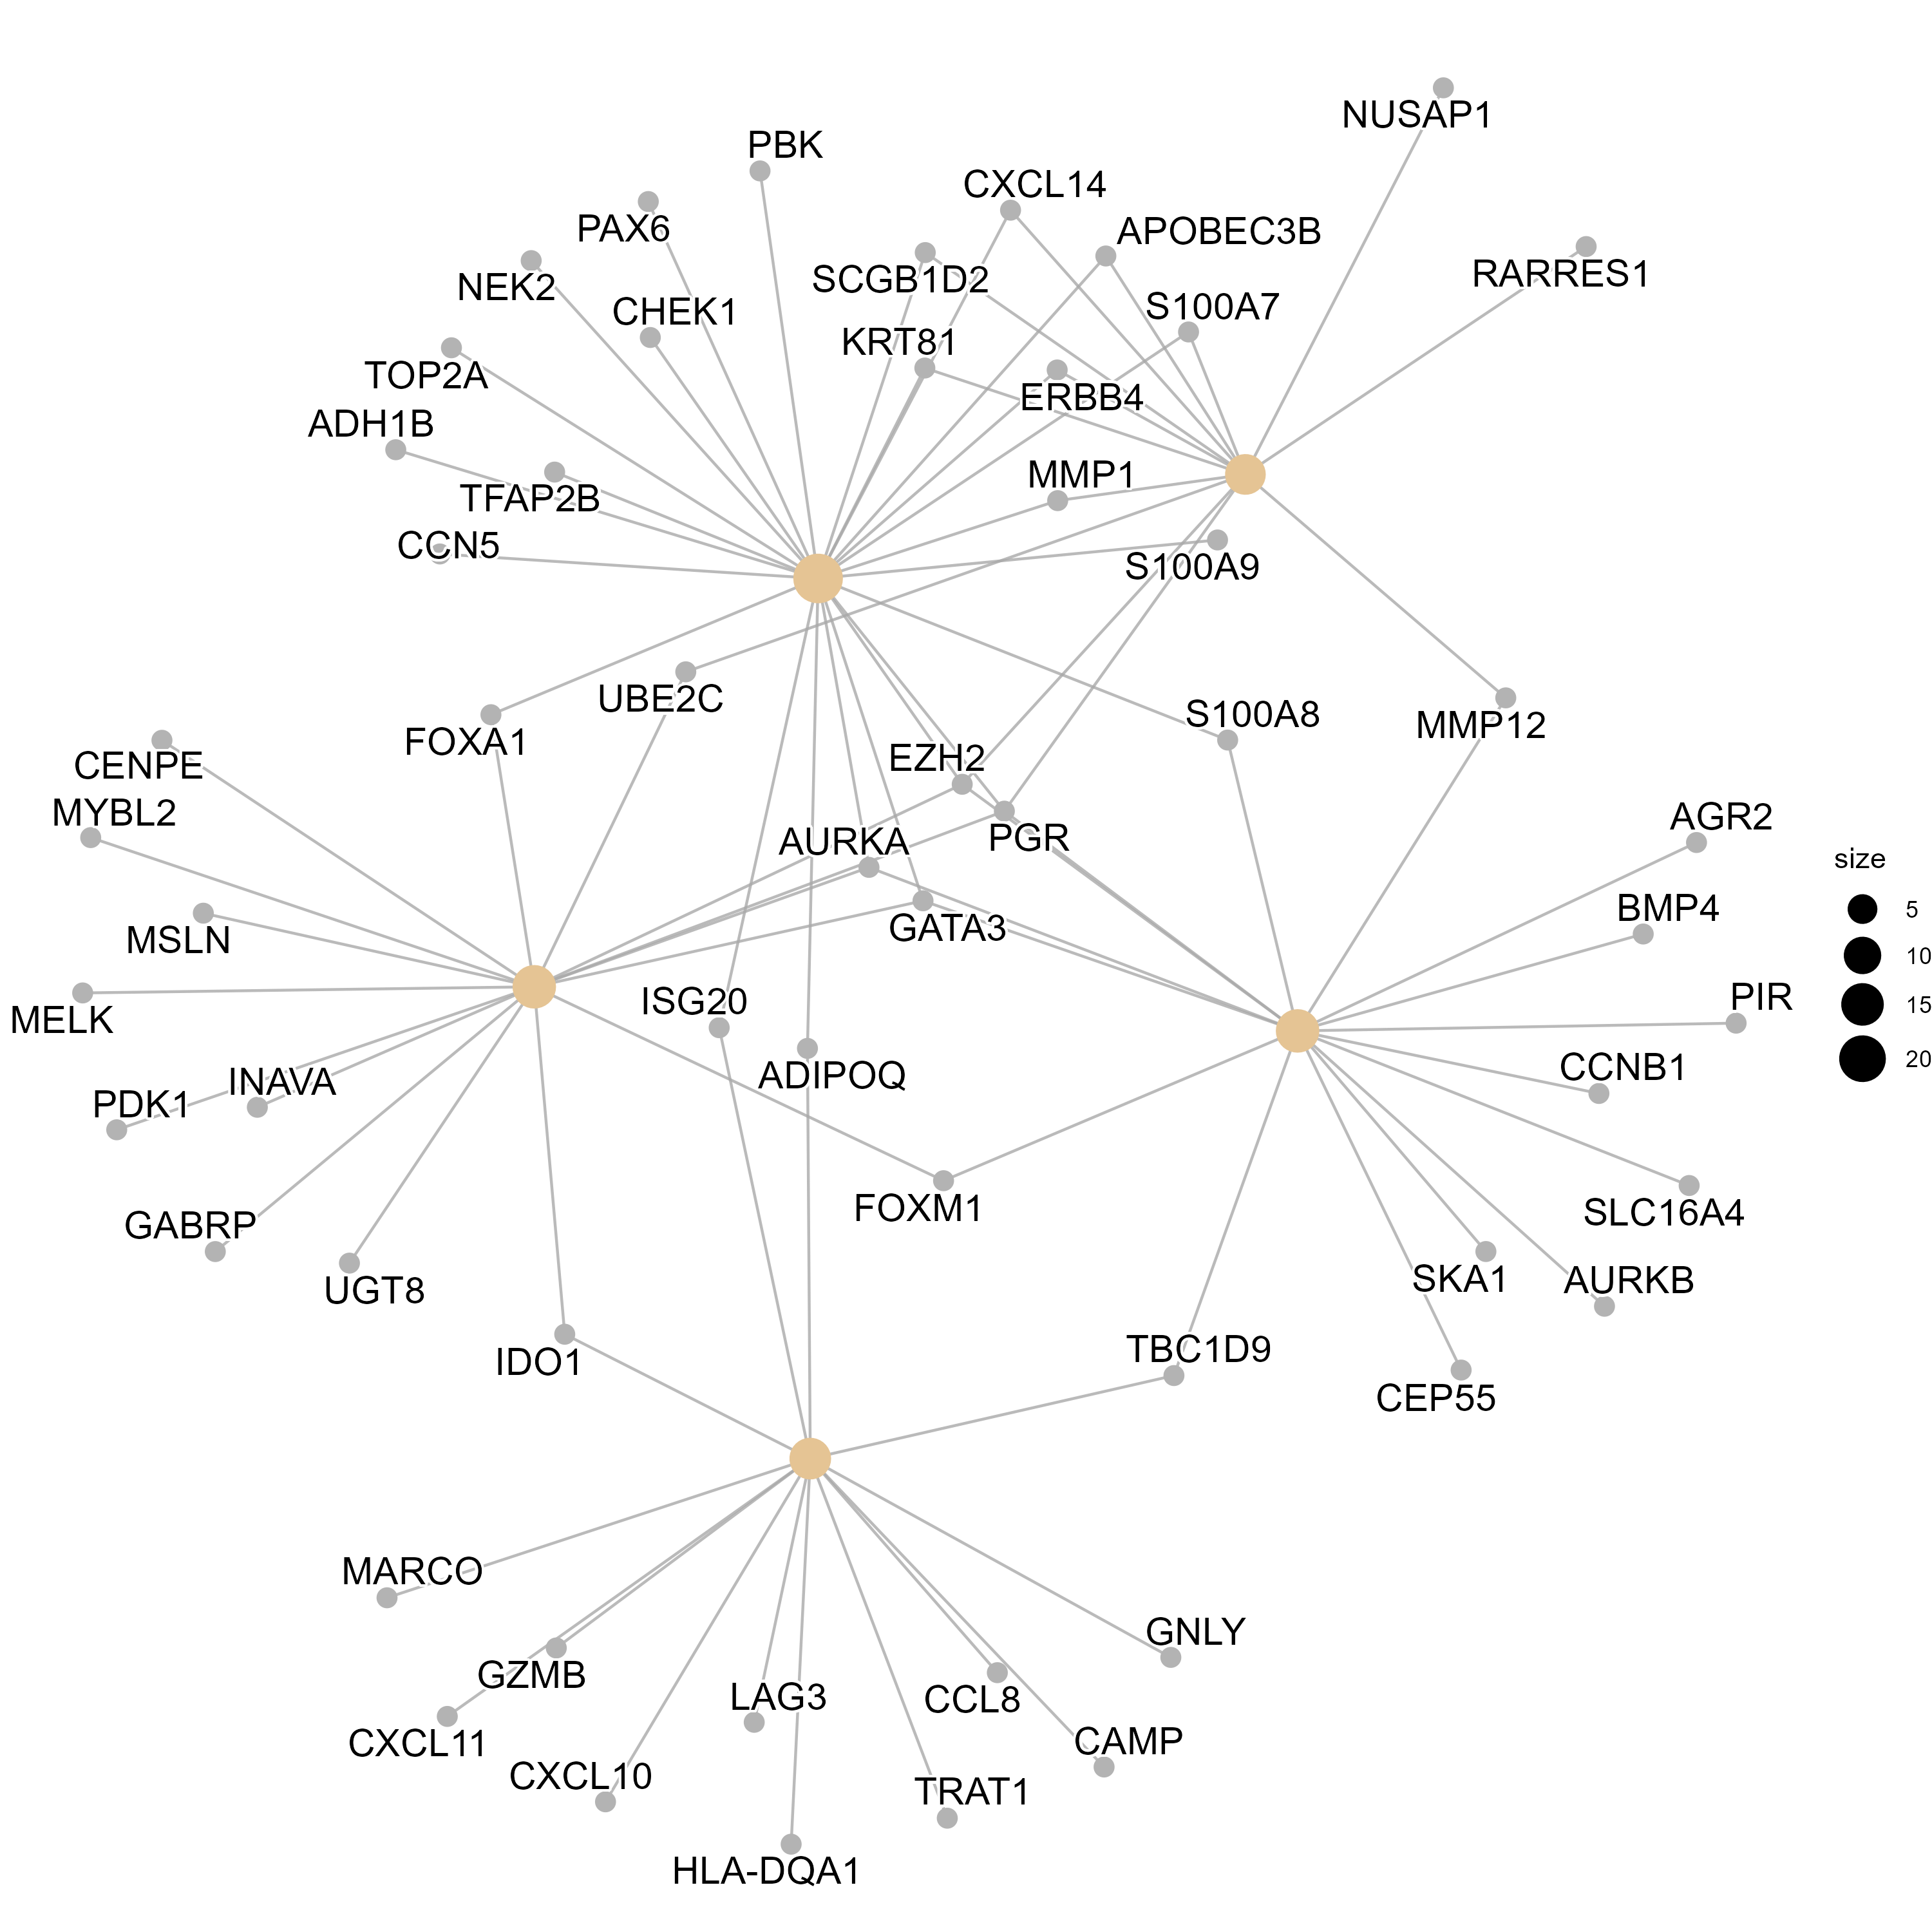 NUSAP1
PBK
CXCL14
PAX6
APOBEC3B
RARRES1
SCGB1D2
NEK2
CHEK1
S100A7
KRT81
TOP2A
ERBB4
ADH1B
MMP1
TFAP2B
CCN5
S100A9
UBE2C
S100A8
MMP12
FOXA1
EZH2
CENPE
MYBL2
AGR2
PGR
AURKA
size
5
BMP4
GATA3
MSLN
10
PIR
ISG20
15
MELK
20
CCNB1
ADIPOQ
INAVA
PDK1
FOXM1
SLC16A4
GABRP
SKA1
AURKB
UGT8
TBC1D9
IDO1
CEP55
MARCO
GNLY
GZMB
LAG3
CCL8
CXCL11
CAMP
CXCL10
TRAT1
HLA-DQA1